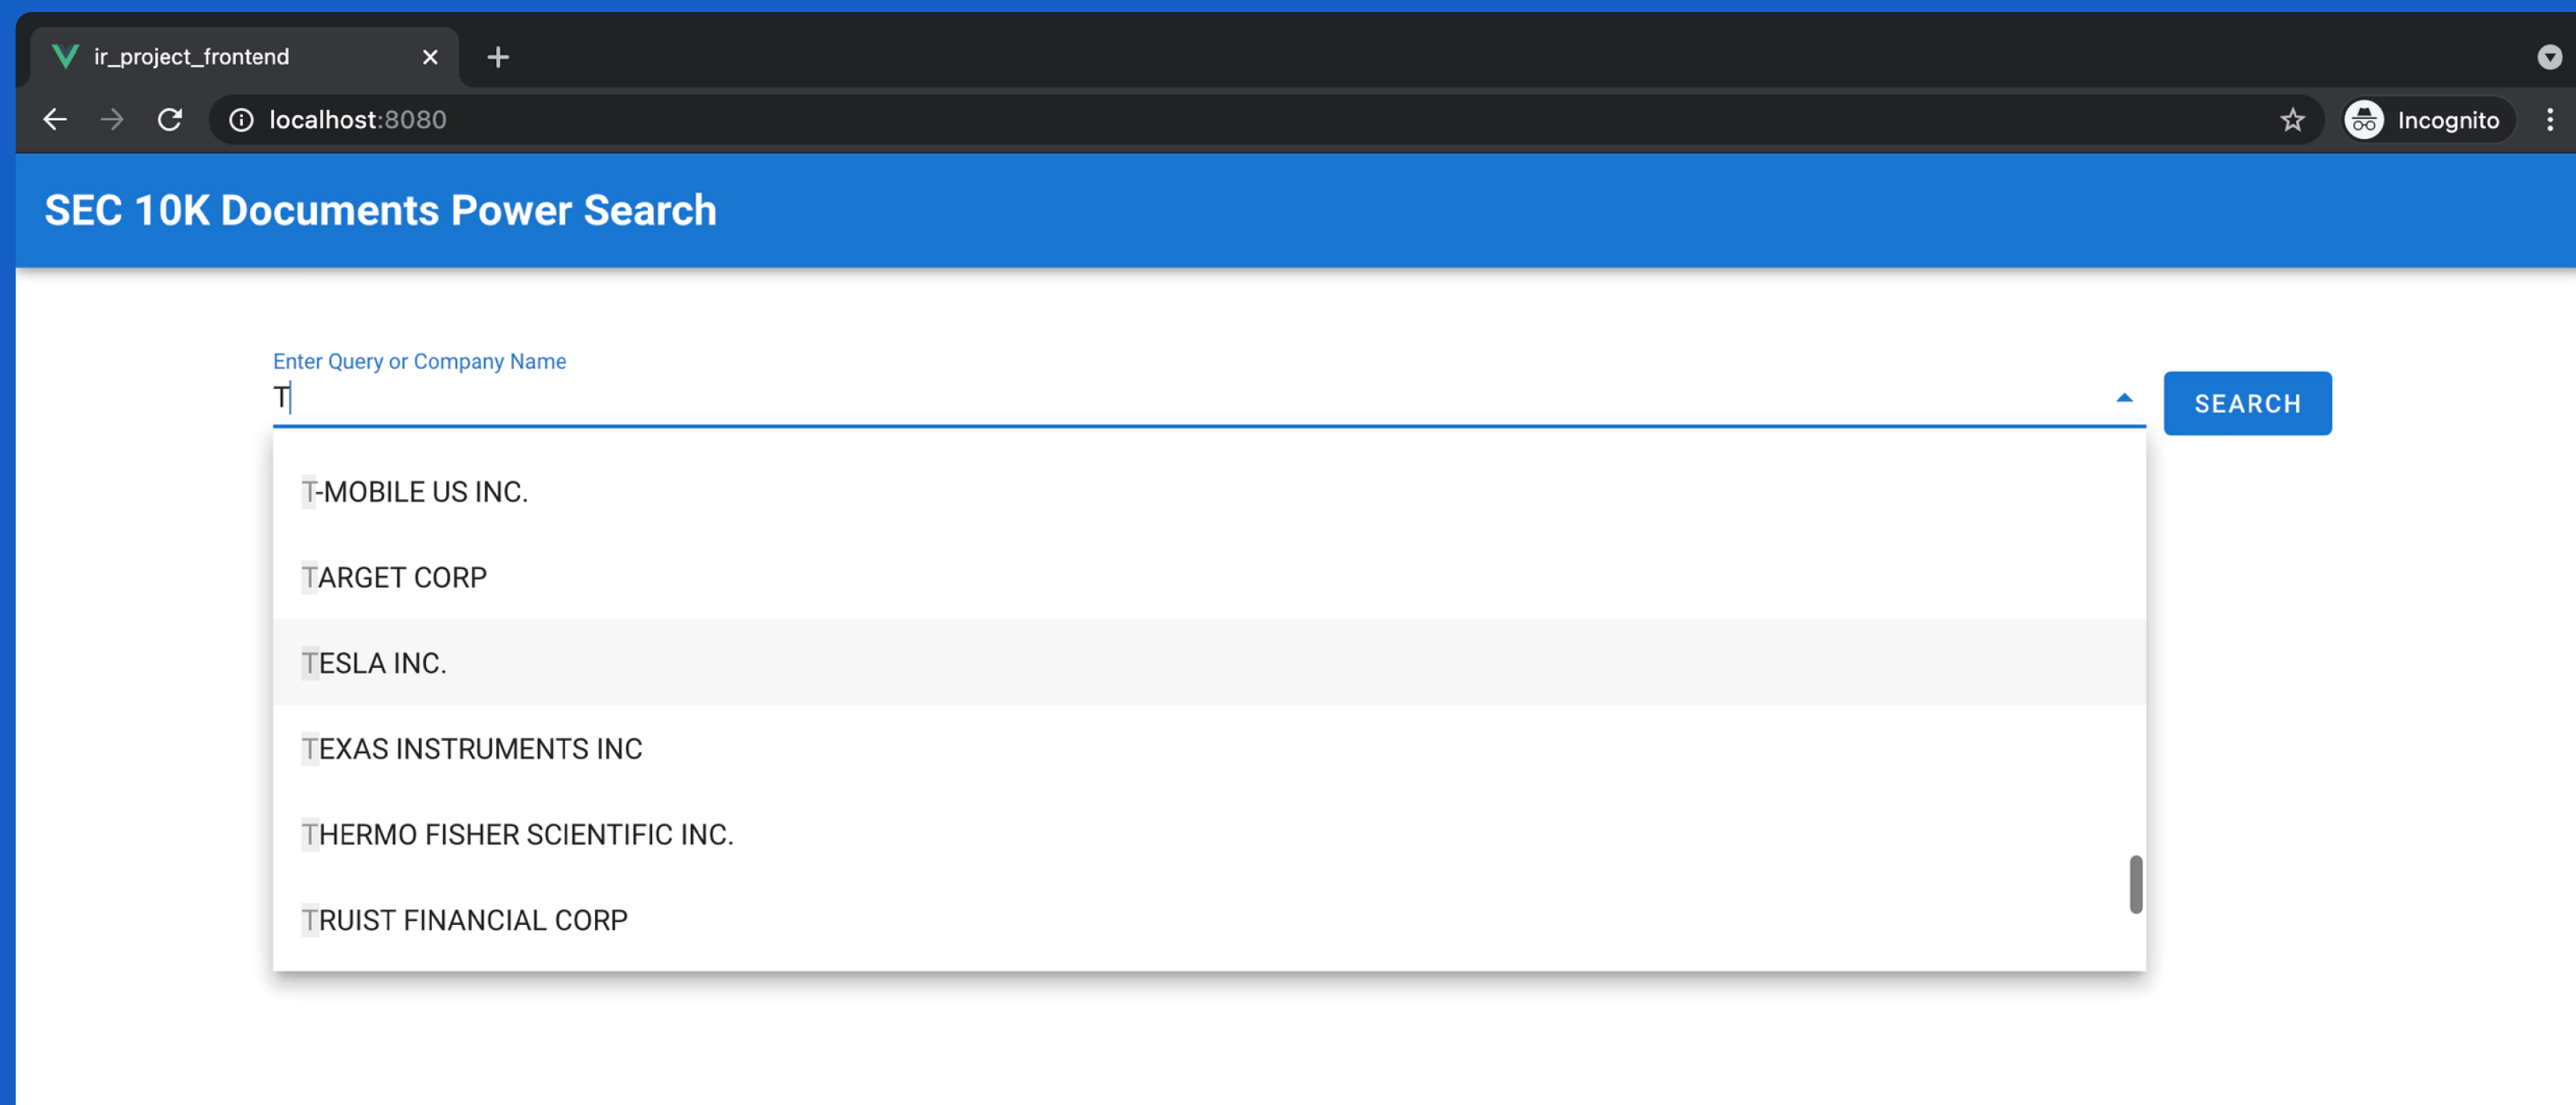 ir_project_frontend
localhost:8080
Incognito
SEC 10K Documents Power Search
Enter Query or Company Name
T
SEARCH
T-MOBILE US INC.
TARGET CORP
TESLA INC.
TEXAS INSTRUMENTS INC
THERMO FISHER SCIENTIFIC INC.
TRUIST FINANCIAL CORP